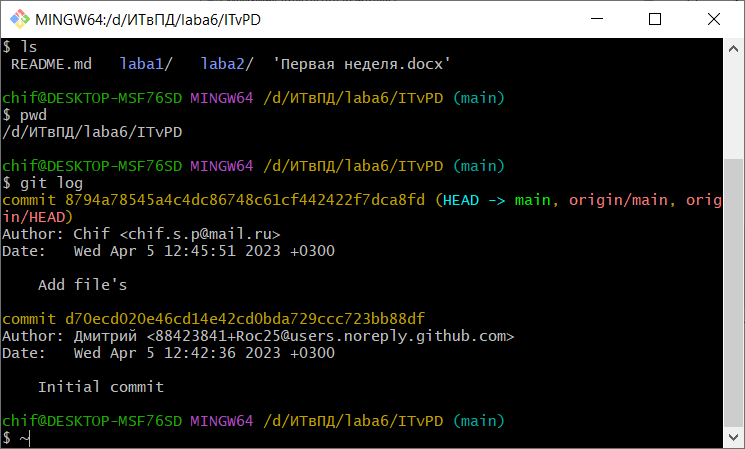 MINGW64:/d/ИТвПД/laba6/ITvPD
$ ls
README.md   laba1/   laba2/  'Первая неделя.docx'
chif@DESKTOP-MSF76SD MINGW64 /d/ИТвПД/laba6/ITvPD (main)
$ pwd
/d/ИТвПД/laba6/ITvPD
chif@DESKTOP-MSF76SD MINGW64 /d/ИТвПД/laba6/ITvPD (main)
$ git log
commit 8794a78545a4c4dc86748c61cf442422f7dca8fd (HEAD -> main, origin/main, orig
in/HEAD)
Author: Chif <chif.s.p@mail.ru>
Date:   Wed Apr 5 12:45:51 2023 +0300
Add file's
commit d70ecd020e46cd14e42cd0bda729ccc723bb88df
Author: Дмитрий <88423841+Roc25@users.noreply.github.com>
Date:   Wed Apr 5 12:42:36 2023 +0300
Initial commit
chif@DESKTOP-MSF76SD MINGW64 /d/ИТвПД/laba6/ITvPD (main)
$ ~